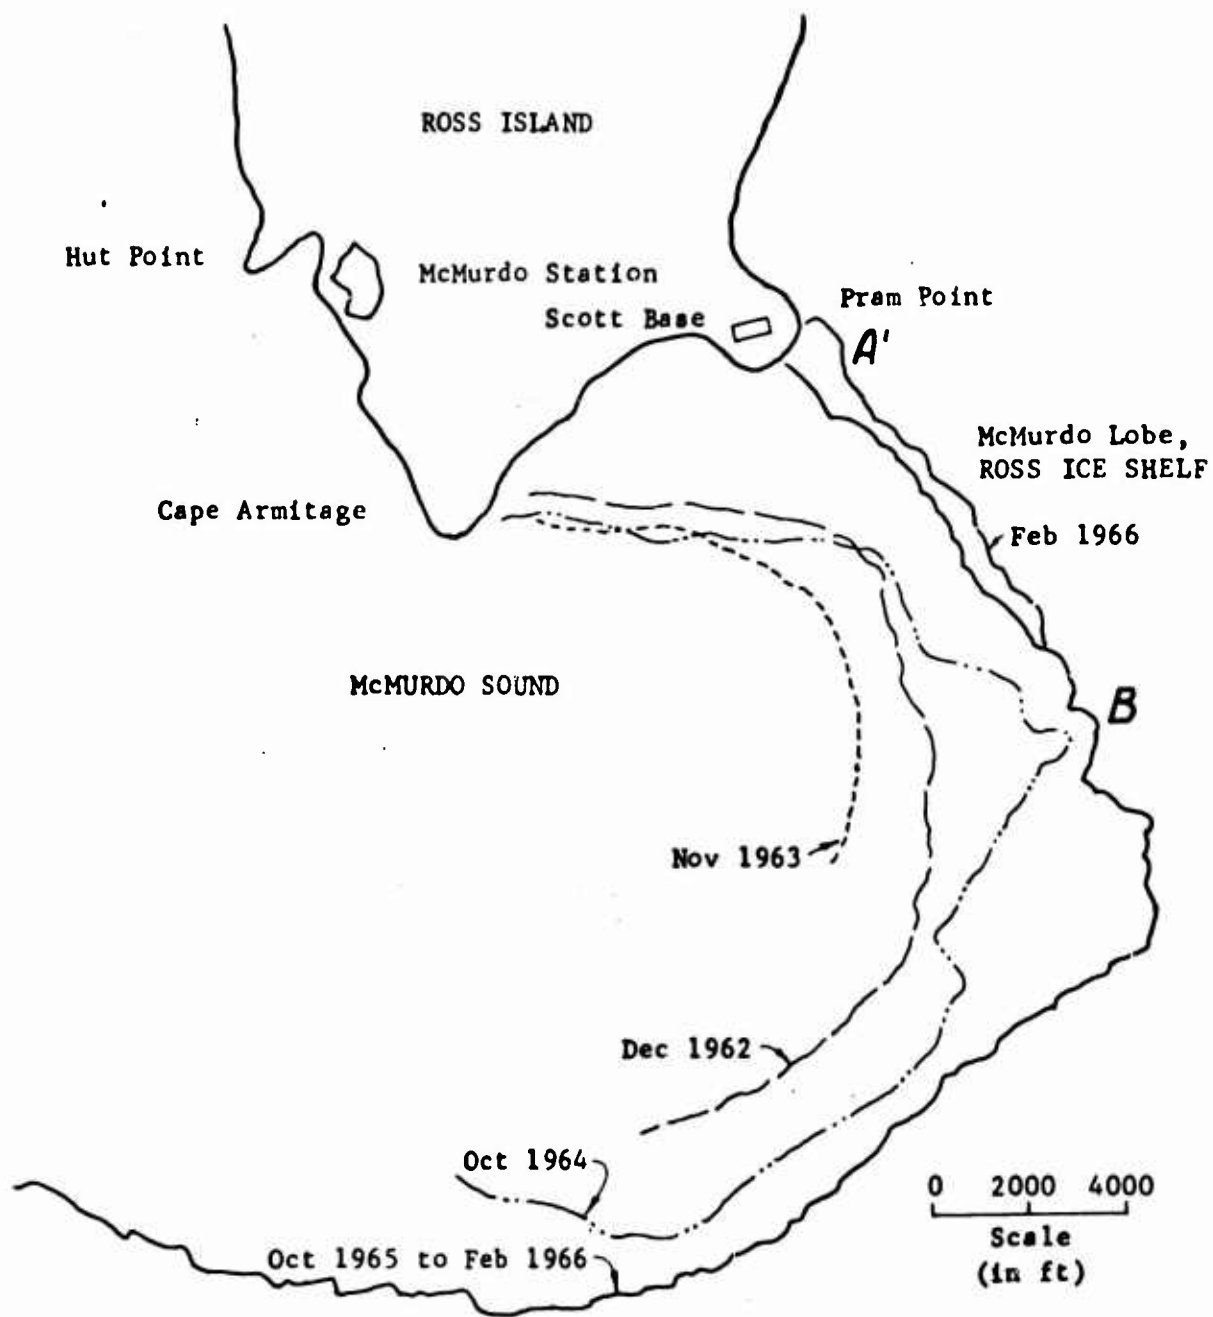 ROSS ISLAND
Hut Point
McMurdo Station
Pram Point
Scott Base
A'
McMurdo Lobe,
ROSS ICE SHELF
Cape Armitage
Feb 1966
McMURDO SOUND
B
Nov 1963
Dec 1962
Oct 1964
0 2000 4000
Scale
(in ft)
Oct 1965 to Feb 1966